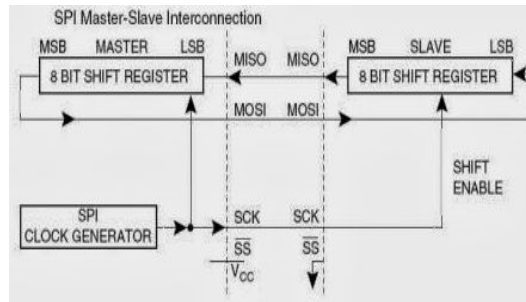 SPI Master-Slave Interconnection
MSB MASTER LSB
8 BIT SHIFT REGISTER
MISO MISO
MSB SLAVE LSB
8 BIT SHIFT REGISTER
MOSI MOSI
SHIFT
ENABLE
SPI
CLOCK GENERATOR
SCK SCK
SS SS
VCC